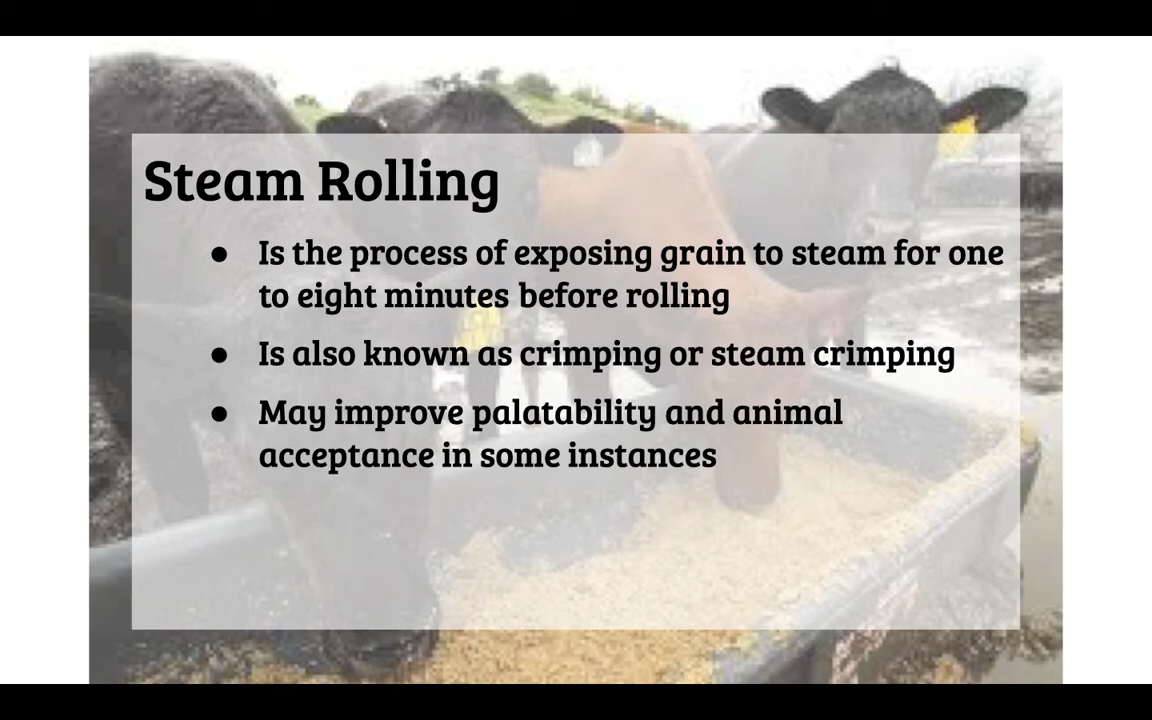 Steam Rolling
● Is the process of exposing grain to steam for one
to eight minutes before rolling
● Is also known as crimping or steam crimping
● May improve palatability and animal
acceptance in some instances